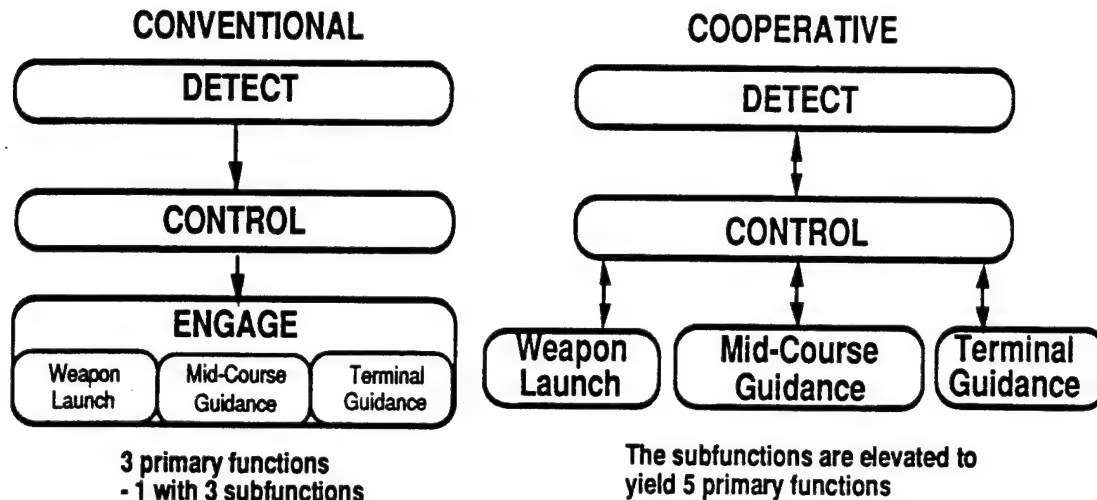 CONVENTIONAL
DETECT
CONTROL
ENGAGE
Weapon
Launch
Mid-Course
Guidance
Terminal
Guidance
3 primary functions
- 1 with 3 subfunctions
COOPERATIVE
DETECT
CONTROL
Weapon
Launch
Mid-Course
Guidance
Terminal
Guidance
The subfunctions are elevated to
yield 5 primary functions